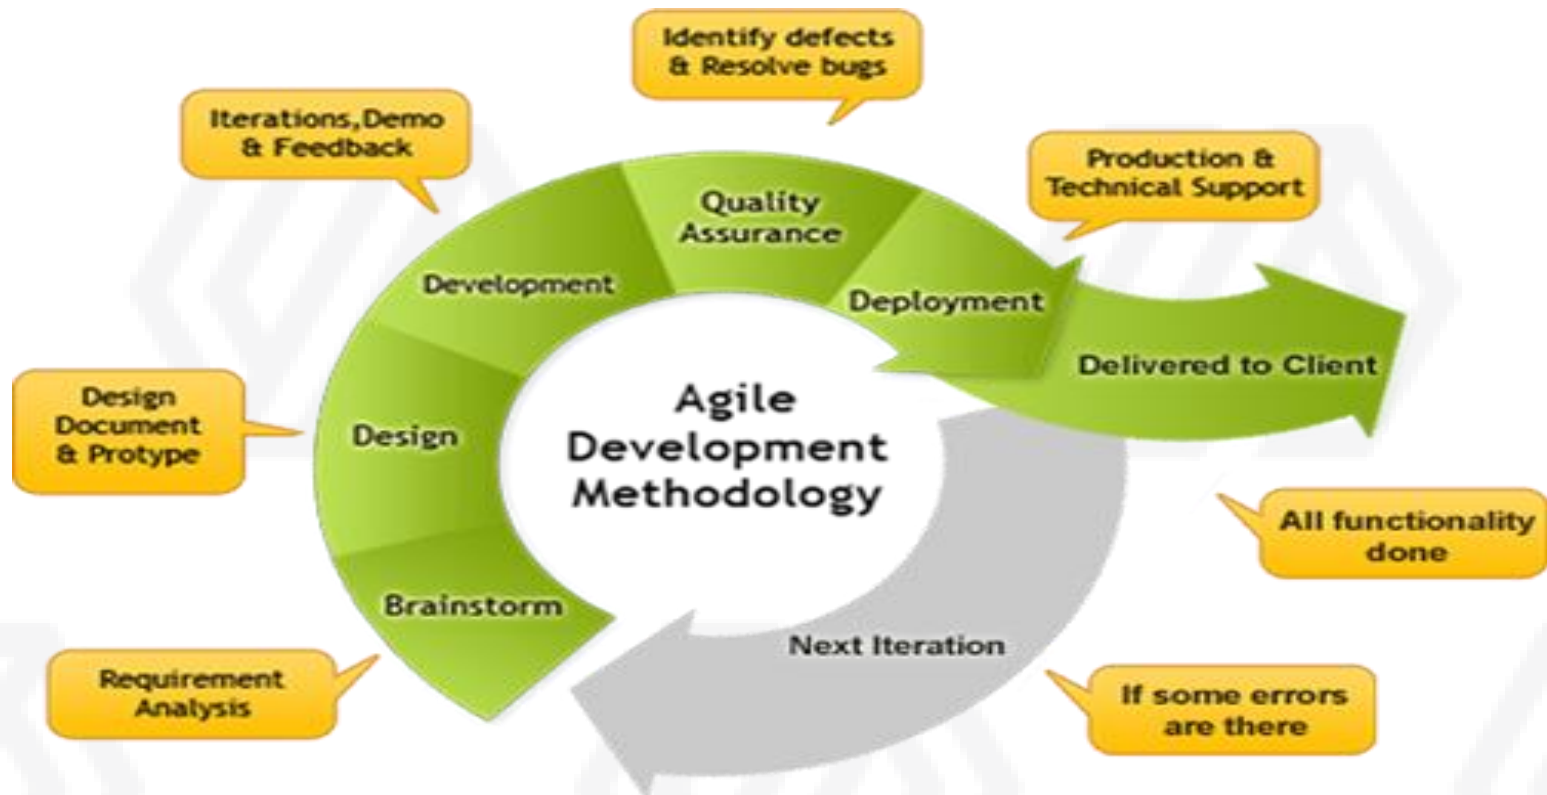 Identify defects
& Resolve bugs
Iterations,Demo
& Feedback
Production &
Technical Support
Quality
Assurance
Development
Deployment
Delivered to Client
Design
Document
& Protype
Design
Agile
Development
Methodology
All functionality
done
Brainstorm
Next Iteration
Requirement
Analysis
If some errors
are there